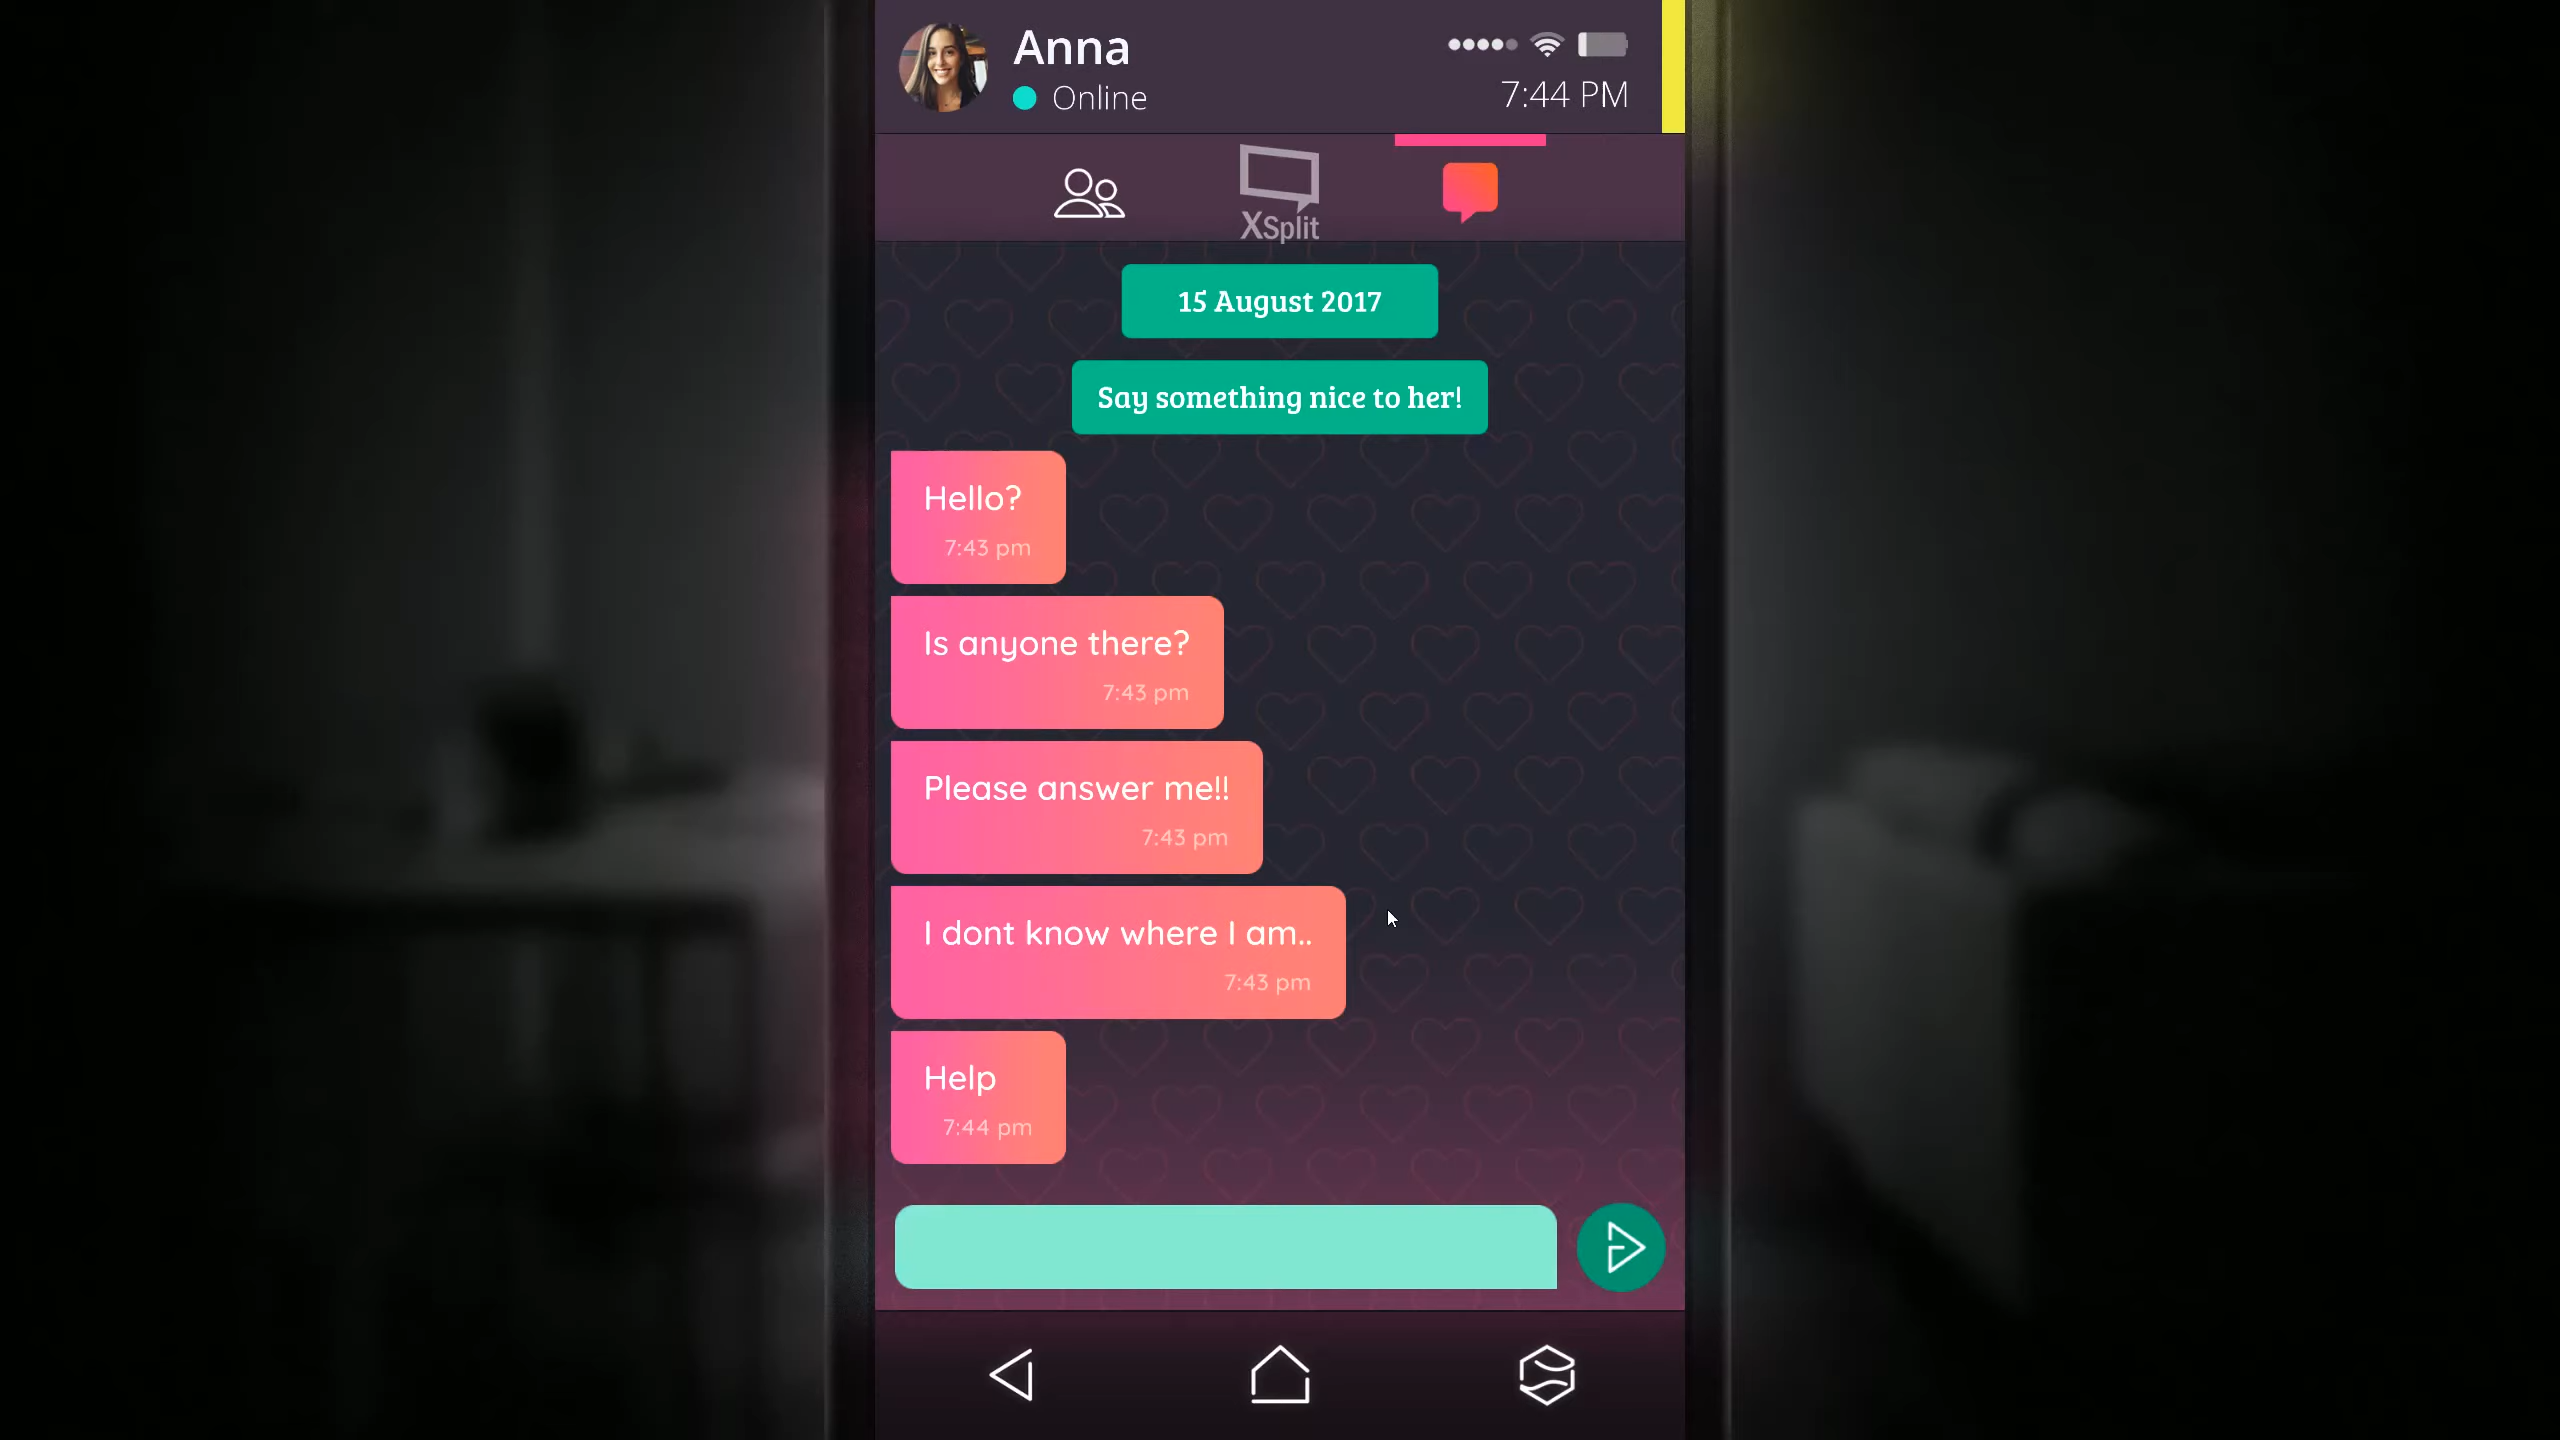 Anna
Online
7:44 PM
XSplit
15 August 2017
Say something nice to her!
Hello?
7:43 pm
Is anyone there?
7:43 pm
Please answer me!!
7:43 pm
I dont know where I am..
7:43 pm
Help
7:44 pm